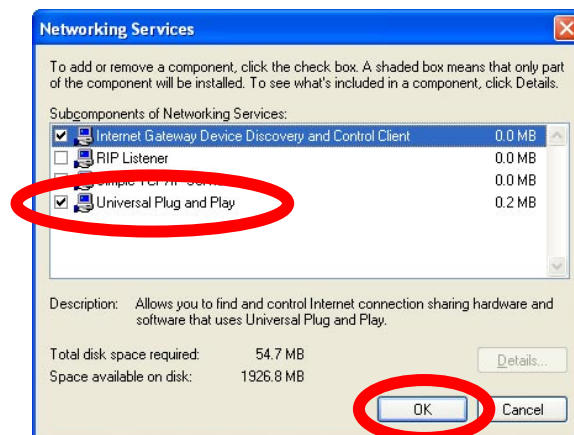 Networking Services
To add or remove a component, click the check box. A shaded box means that only part
of the component will be installed. To see what's included in a component, click Details.
Subcomponents of Networking Services:
Internet Gateway Device Discovery and Control Client 0.0 MB
RIP Listener 0.0 MB
0.0 MB
Universal Plug and Play 0.2 MB
Description: Allows you to find and control Internet connection sharing hardware and
software that uses Universal Plug and Play.
Total disk space required: 54.7 MB
Details...
Space available on disk: 1926.8 MB
OK Cancel